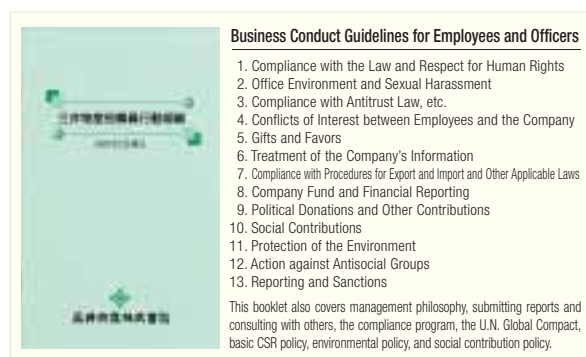 Business Conduct Guidelines for Employees and Officers
1. Compliance with the Law and Respect for Human Rights
2. Office Environment and Sexual Harassment
3. Compliance with Antitrust Law, etc.
4. Conflicts of Interest between Employees and the Company
5. Gifts and Favors
6. Treatment of the Company's Information
7. Compliance with Procedures for Export and Import and Other Applicable Laws
8. Company Fund and Financial Reporting
9. Political Donations and Other Contributions
10. Social Contributions
11. Protection of the Environment
12. Action against Antisocial Groups
13. Reporting and Sanctions
This booklet also covers management philosophy, submitting reports and
consulting with others, the compliance program, the U.N. Global Compact,
basic CSR policy, environmental policy, and social contribution policy.